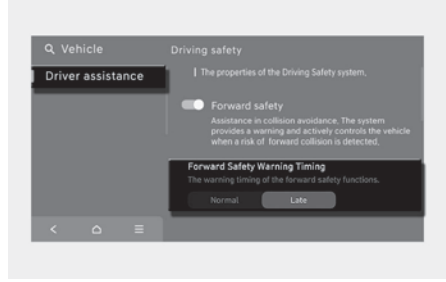 Vehicle
Driving safety
Driver assistance
The properties of the Driving Safety system.
Forward safety
Assistance in collision avoidance. The system
provides a warning and actively controls the vehicle
when a risk of forward collision is detected.
Forward Safety Warning Timing
The warning timing of the forward safety functions.
Normal
Late